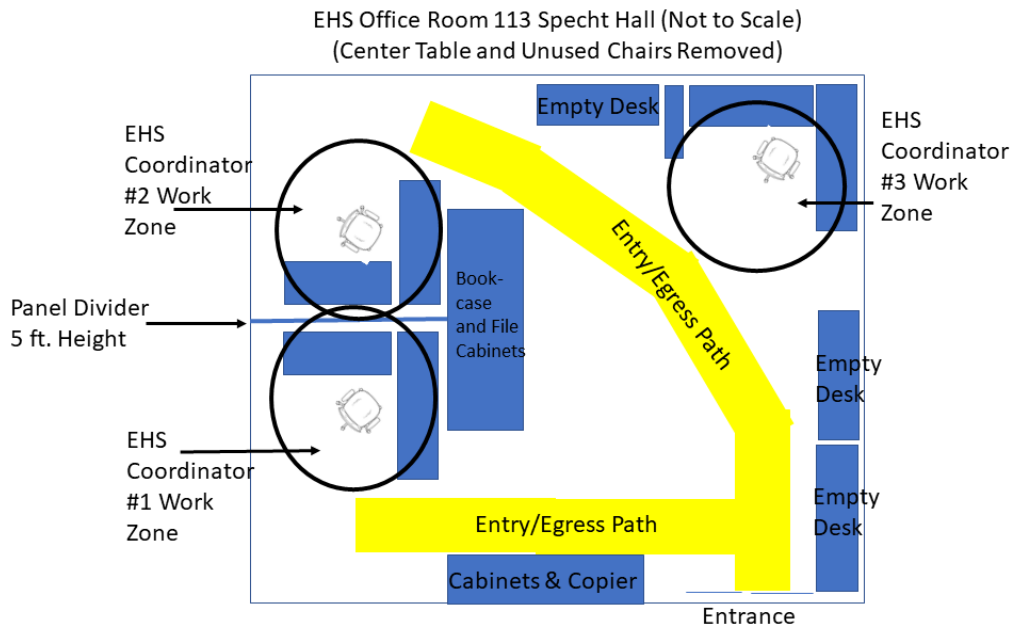 EHS Office Room 113 Specht Hall (Not to Scale)
(Center Table and Unused Chairs Removed)
Empty Desk
EHS
Coordinator
#2 Work
Zone
EHS
Coordinator
#3 Work
Zone
Entry/Egress Path
Panel Divider
5 ft. Height
Book-
case
and File
Cabinets
Empty
Desk
EHS
Coordinator
#1 Work
Zone
Empty
Desk
Entry/Egress Path
Cabinets & Copier
Entrance